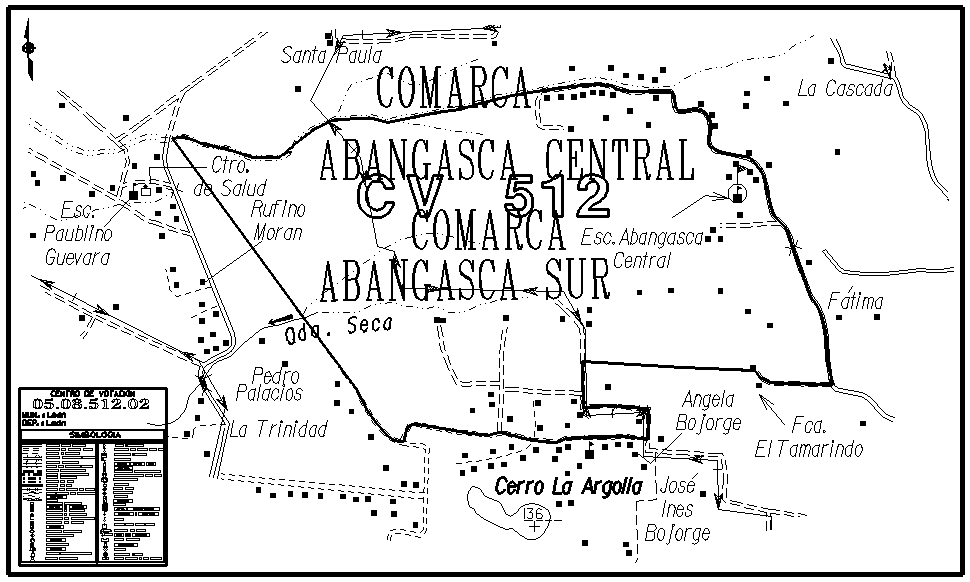 Santa Paula
COMARCA
La Cascada
ABANGASCA CENTRAL
Ctro.
de Salud
CV 512
Rufino
Moran
Esc.
Paublino
Guevara
COMARCA
Esc. Abangasca
Central
ABANGASCA SUR
Fátima
Qda. Seca
Pedro
Palacios
La Trinidad
Angela
Bojorge
Fca.
El Tamarindo
CENTRO DE VOTACION
05.08.512.02
MUN.: León
DEP.: León
SIMBOLOGIA
Cerro La Argolla
136
José
Ines
Bojorge